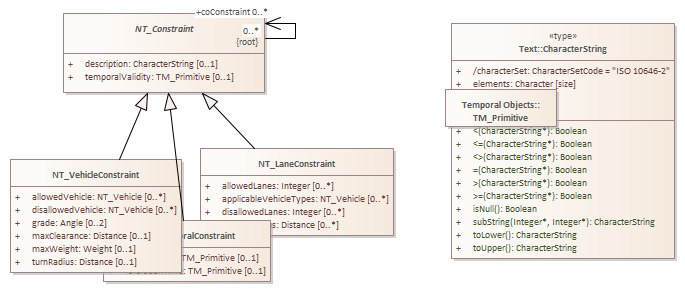 +coConstraint 0..*
NT_Constraint
0..*
{root}
+ description: CharacterString [0..1]
+ temporalValidity: TM_Primitive [0..1]
NT_VehicleConstraint
+ allowedVehicle: NT_Vehicle [0..*]
+ disallowedVehicle: NT_Vehicle [0..*]
+ grade: Angle [0..2]
+ maxClearance: Distance [0..1]
+ maxWeight: Weight [0..1]
+ turnRadius: Distance [0..1]
NT_LaneConstraint
+ allowedLanes: Integer [0..*]
+ applicableVehicleTypes: NT_Vehicle [0..*]
+ disallowedLanes: Integer [0..*]
Distance [0..*]
TM_Primitive [0..1]
TM_Primitive [0..1]
«type»
Text::CharacterString
+ /characterSet: CharacterSetCode = "ISO 10646-2"
+ elements: Character [size]
Temporal Objects::
TM_Primitive
+ <(CharacterString*): Boolean
+ <=(CharacterString*): Boolean
+ <>(CharacterString*): Boolean
+ =(CharacterString*): Boolean
+ >(CharacterString*): Boolean
+ >=(CharacterString*): Boolean
+ isNull(): Boolean
+ subString(Integer*, Integer*): CharacterString
+ toLower(): CharacterString
+ toUpper(): CharacterString